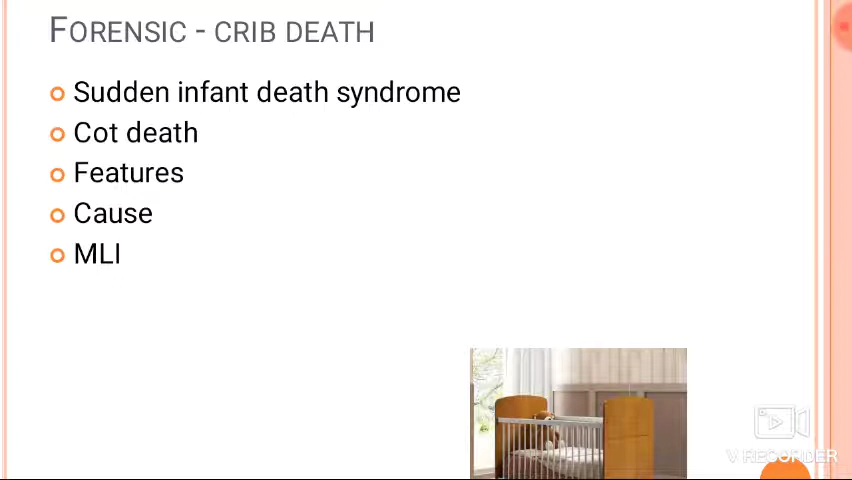 FORENSIC - CRIB DEATH
Sudden infant death syndrome
Cot death
Features
Cause
MLI
V RECORDER